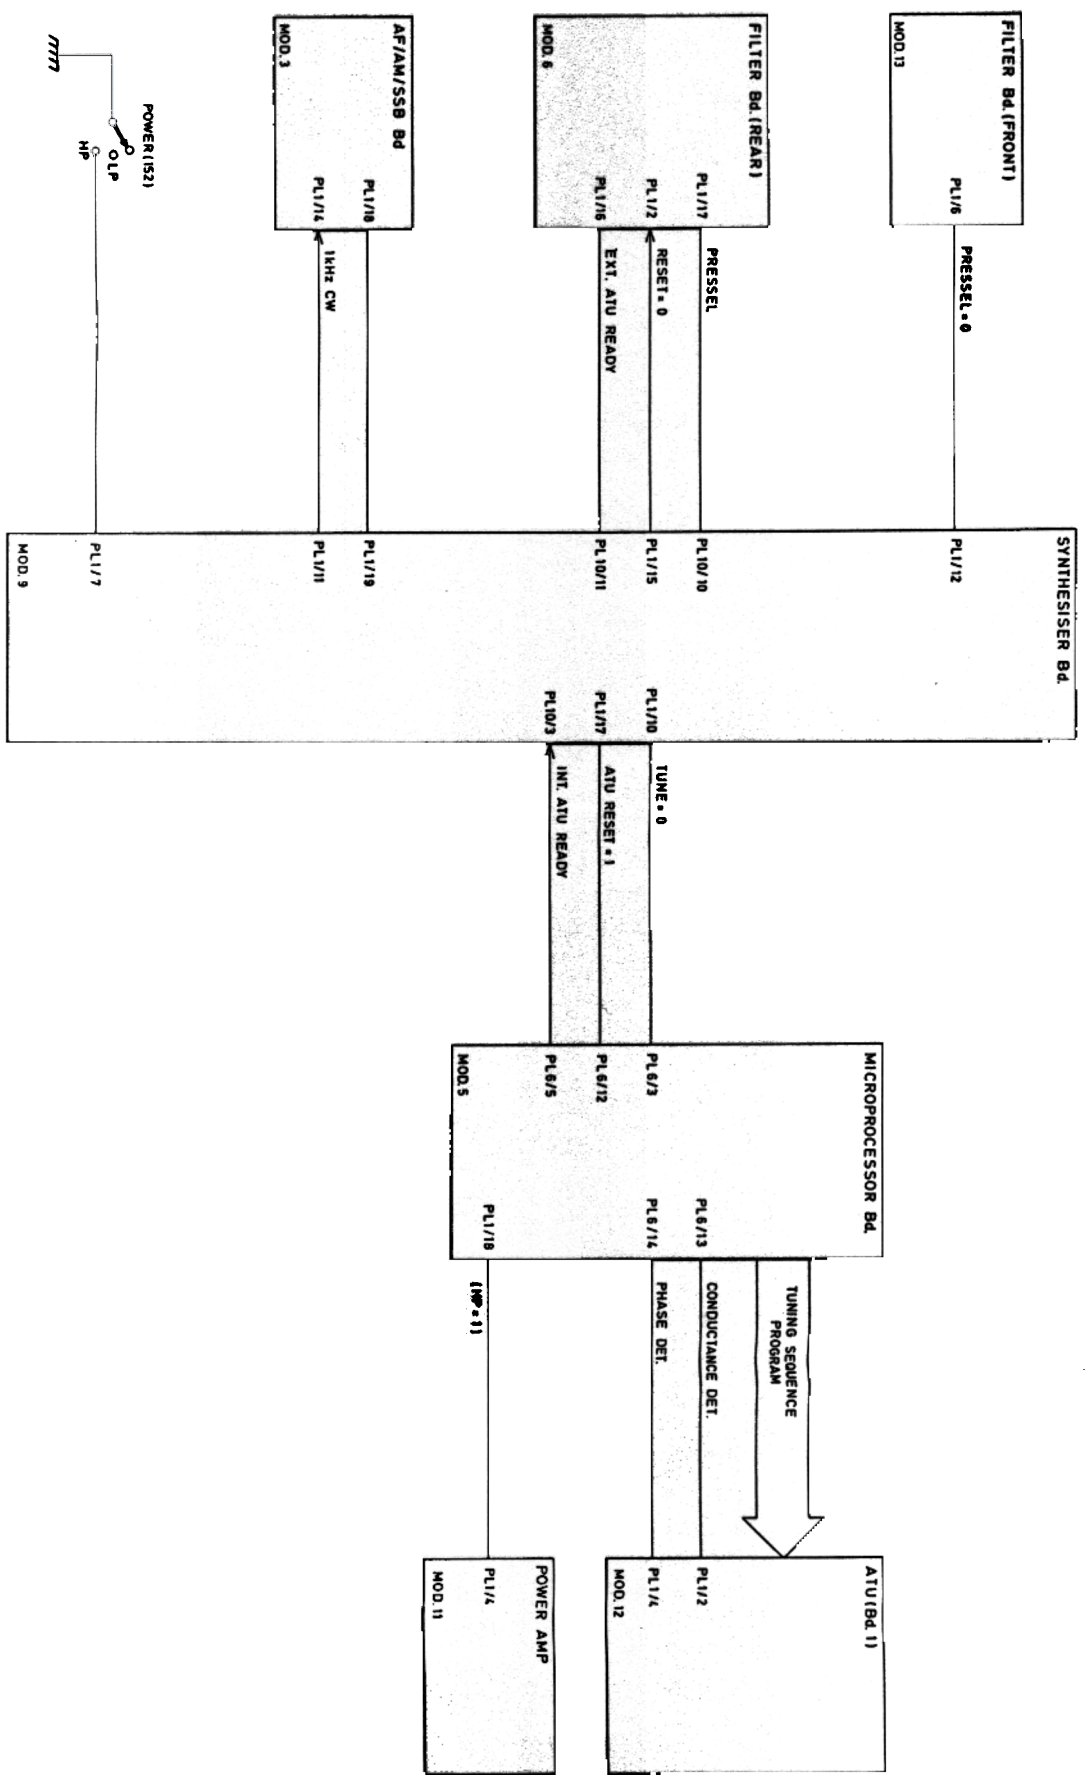 FILTER Bd.(FRONT)
PL1/6
MOD.13
PRESSEL=0
FILTER Bd.(REAR)
PL1/17
PL1/2
PL1/16
MOD.6
PRESSEL
RESET=0
EXT. ATU READY
AF/AM/SSB Bd
PL1/18
PL1/14
MOD.3
1kHz CW
POWER(1S2)
LP
HP
SYNTHESISER Bd.
PL1/12
PL10/10
PL1/15
PL10/11
PL1/19
PL1/11
PL1/7
PL1/10
PL1/17
PL10/3
MOD.9
TUNE=0
ATU RESET=1
INT. ATU READY
MICROPROCESSOR Bd.
PL6/3
PL6/12
PL6/5
PL6/13
PL6/14
PL1/18
MOD.5
TUNING SEQUENCE
PROGRAM
CONDUCTANCE DET.
PHASE DET.
(HP=1)
ATU(Bd.1)
PL1/2
PL1/4
MOD.12
POWER AMP
PL1/4
MOD.11